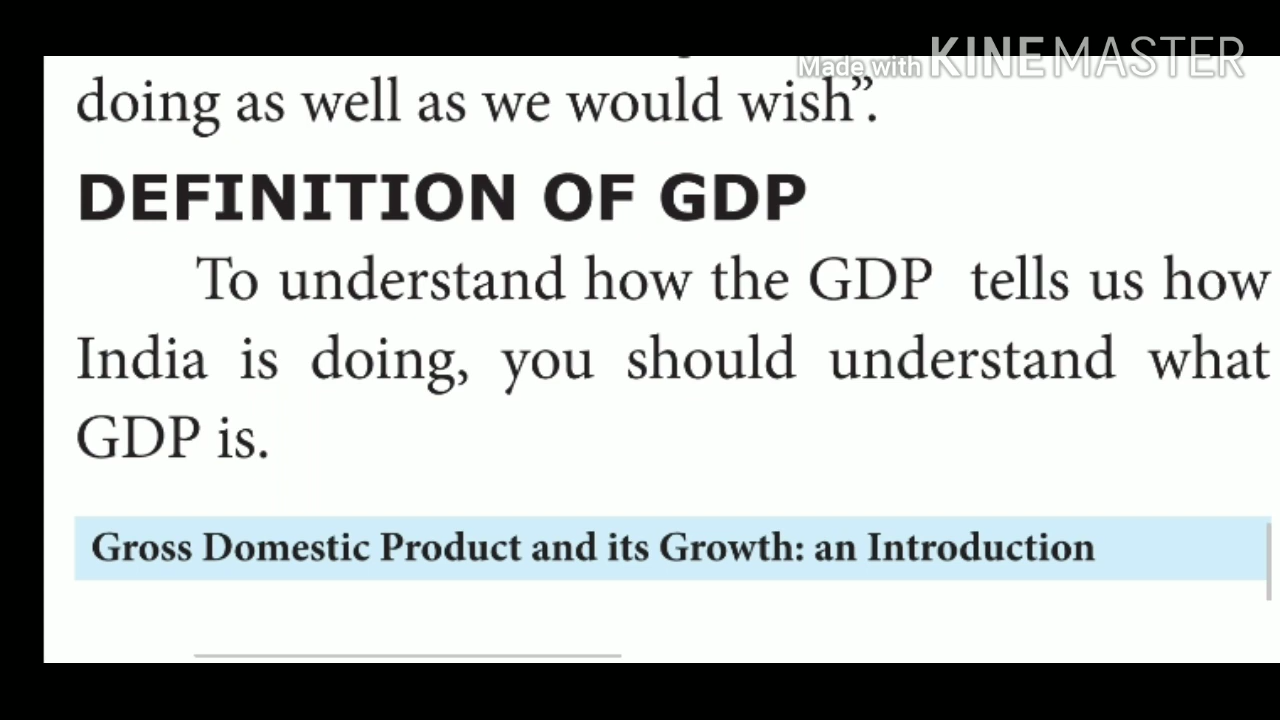 Made with KINEMASTER
doing as well as we would wish”.
DEFINITION OF GDP
To understand how the GDP tells us how
India is doing, you should understand what
GDP is.
Gross Domestic Product and its Growth: an Introduction